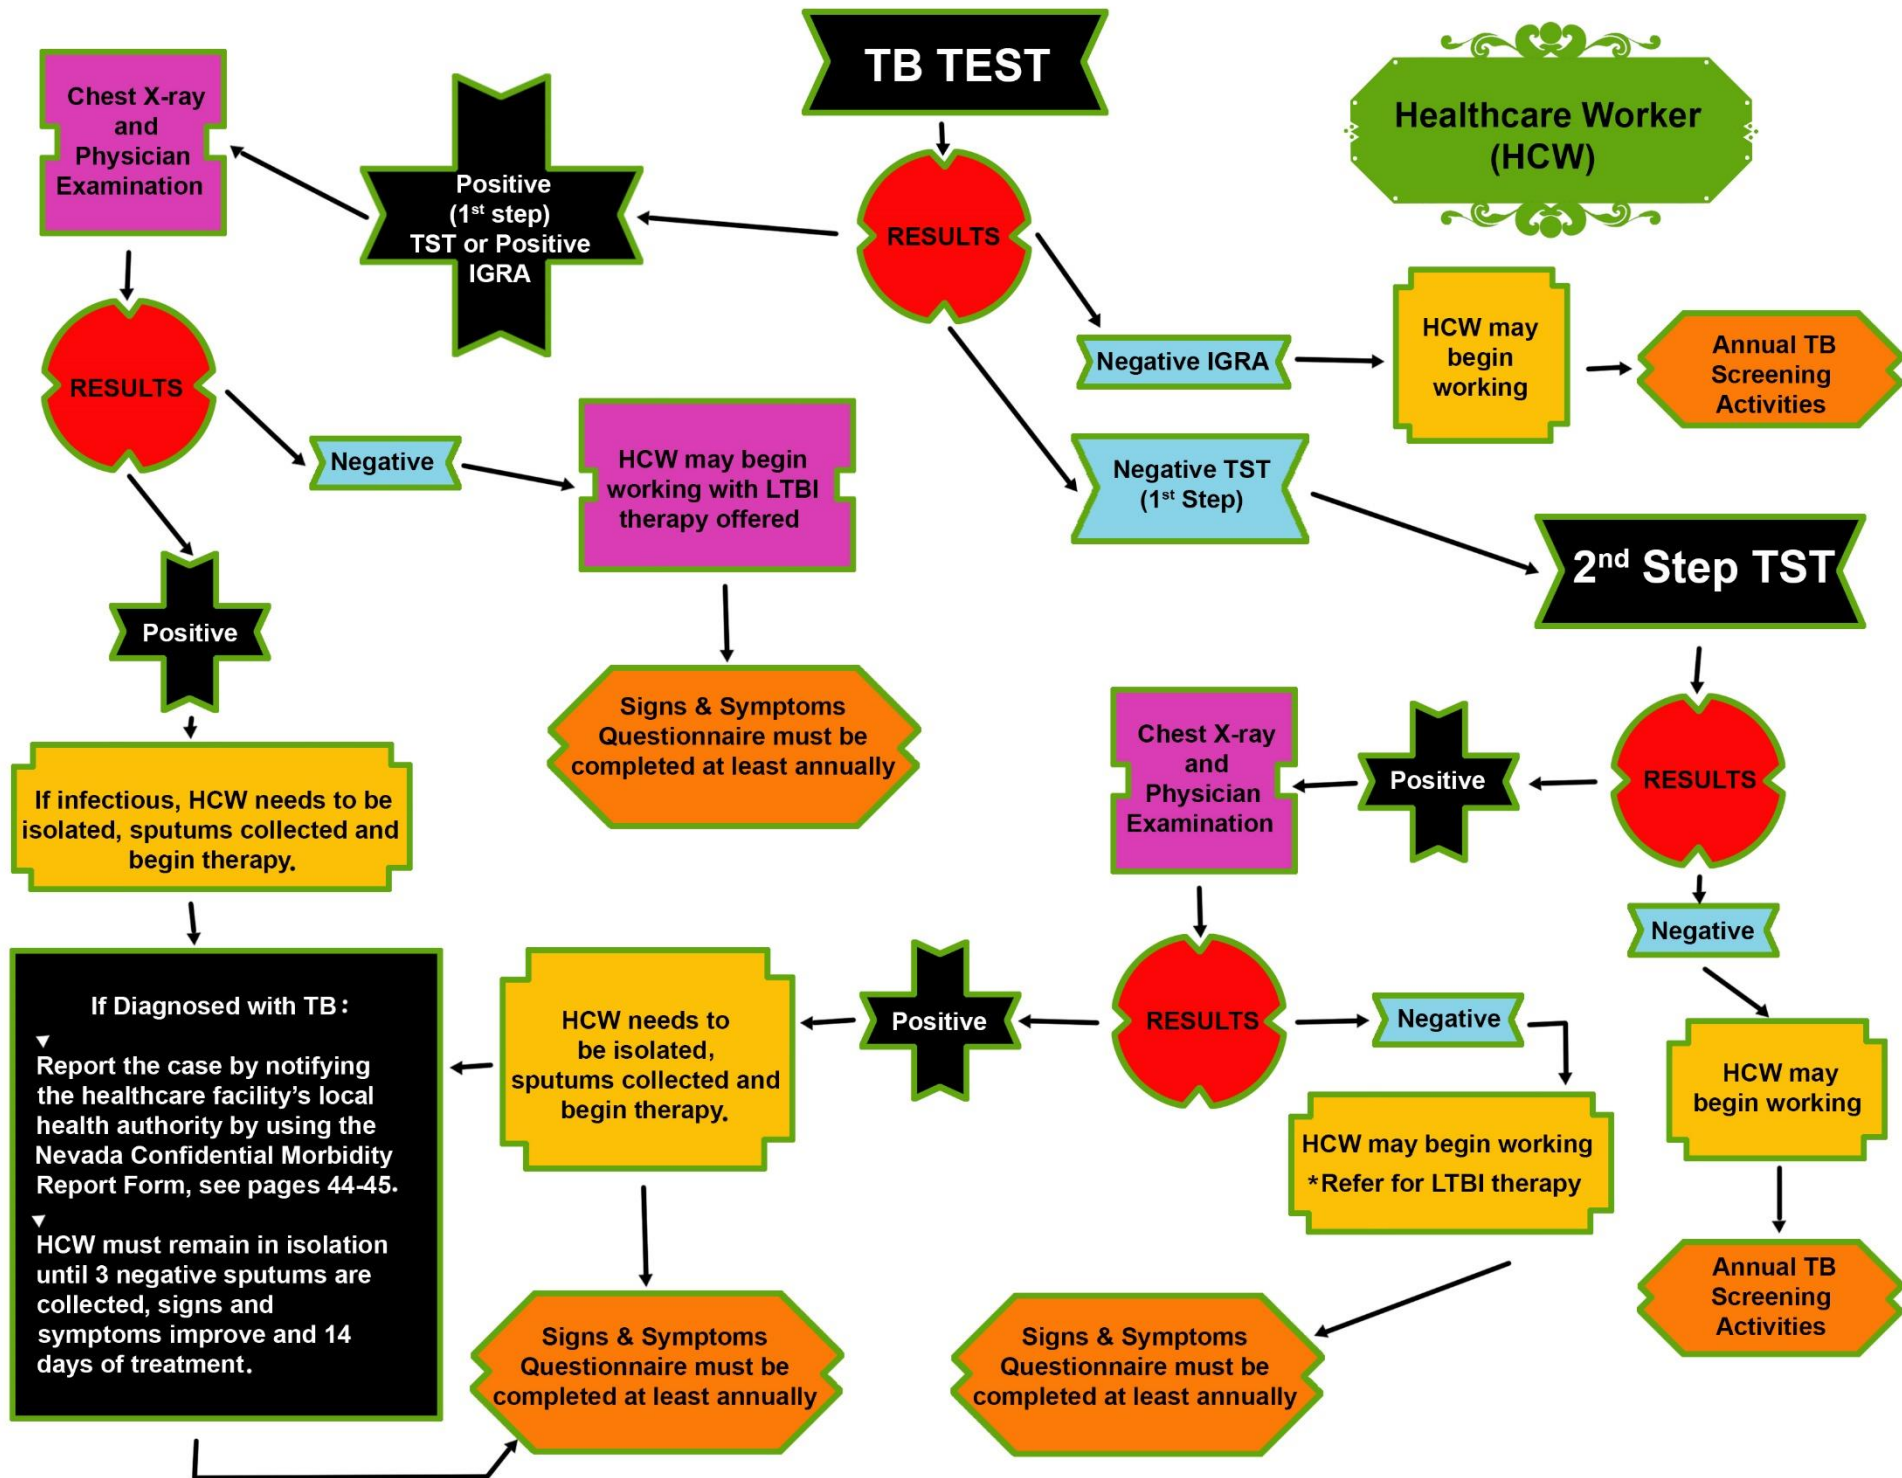 TB TEST
Healthcare Worker
(HCW)
Chest X-ray
and
Physician
Examination
Positive
(1st step)
TST or Positive
IGRA
RESULTS
Negative IGRA
HCW may
begin
working
Annual TB
Screening
Activities
RESULTS
Negative
HCW may begin
working with LTBI
therapy offered
Negative TST
(1st Step)
2nd Step TST
Positive
Signs & Symptoms
Questionnaire must be
completed at least annually
Chest X-ray
and
Physician
Examination
Positive
RESULTS
If infectious, HCW needs to be
isolated, sputums collected and
begin therapy.
Negative
If Diagnosed with TB:
Report the case by notifying
the healthcare facility’s local
health authority by using the
Nevada Confidential Morbidity
Report Form, see pages 44-45.
HCW must remain in isolation
until 3 negative sputums are
collected, signs and
symptoms improve and 14
days of treatment.
HCW needs to
be isolated,
sputums collected and
begin therapy.
Positive
RESULTS
Negative
HCW may begin working
*Refer for LTBI therapy
HCW may
begin working
Signs & Symptoms
Questionnaire must be
completed at least annually
Signs & Symptoms
Questionnaire must be
completed at least annually
Annual TB
Screening
Activities